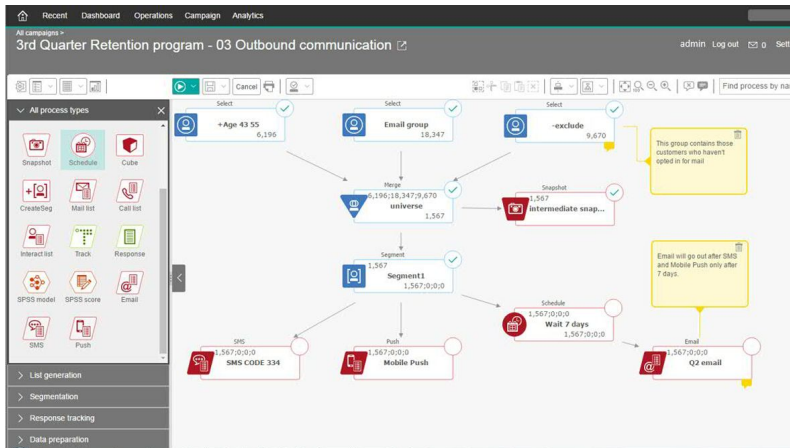 Recent Dashboard Operations Campaign Analytics
All campaigns >
3rd Quarter Retention program - 03 Outbound communication
admin Log out 0 Sett
Cancel
Find process by na
All process types
Snapshot Schedule Cube
CreateSeg Mail list Call list
Interact list Track Response
SPSS model SPSS score Email
SMS Push
List generation
Segmentation
Response tracking
Data preparation
Select
+Age 43 55
6,196
Select
Email group
18,347
Select
-exclude
9,670
This group contains those
customers who haven't
opted in for mail
Merge
6,196;18,347;9,670
universe
1,567
Snapshot
1,567
intermediate snap...
Segment
1,567
Segment1
1,567;0;0;0
Email will go out after SMS
and Mobile Push only after
7 days.
Schedule
1,567;0;0;0
Wait 7 days
1,567;0;0;0
SMS
1,567;0;0;0
SMS CODE 334
Push
1,567;0;0;0
Mobile Push
Email
1,567;0;0;0
Q2 email